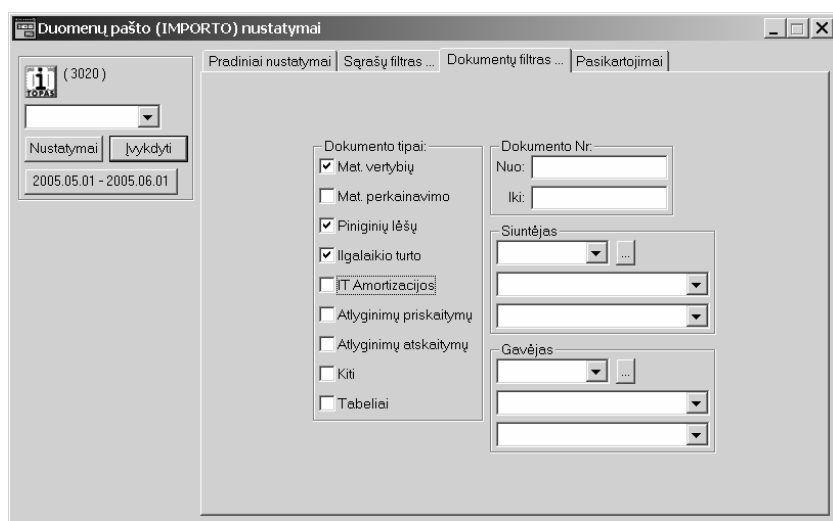 Duomenų pašto (IMPORTO) nustatymai
i
TOPAS
(3020)
Nustatymai
Įvykdyti
2005.05.01 - 2005.06.01
Pradiniai nustatymai
Sąrašų filtras ...
Dokumentų filtras ...
Pasikartojimai
Dokumento tipai:
Mat. vertybių
Mat. perkainavimo
Piniginių lėšų
Ilgalaikio turto
IT Amortizacijos
Atlyginimų priskaitymų
Atlyginimų atskaitymų
Kiti
Tabeliai
Dokumento Nr:
Nuo:
Iki:
Siuntėjas
...
Gavėjas
...